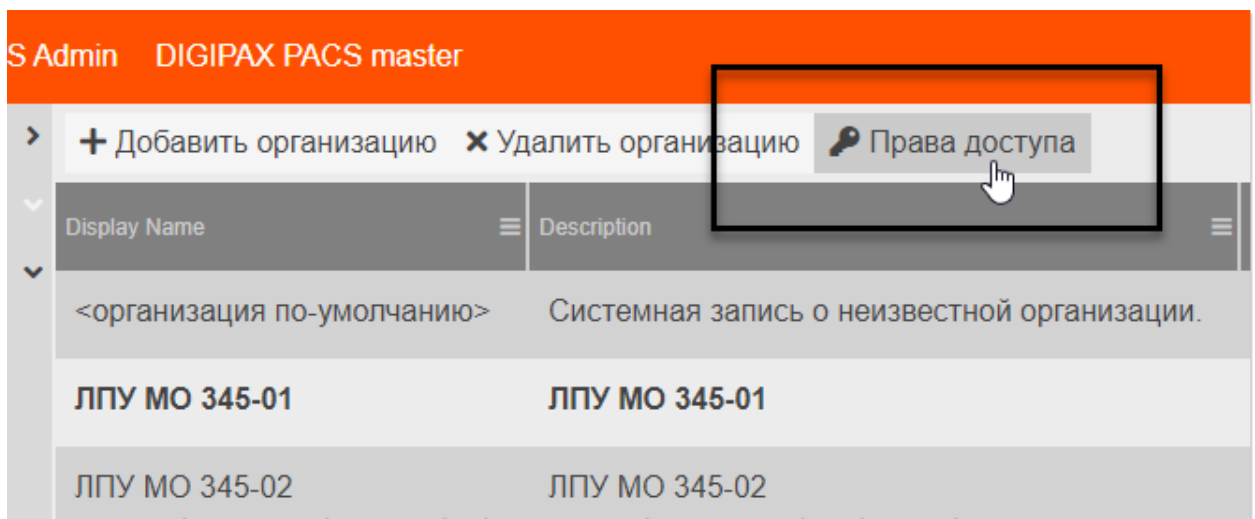 S Admin DIGIPAX PACS master
Добавить организацию Удалить организацию Права доступа
Display Name Description
<организация по-умолчанию> Системная запись о неизвестной организации.
ЛПУ МО 345-01 ЛПУ МО 345-01
ЛПУ МО 345-02 ЛПУ МО 345-02